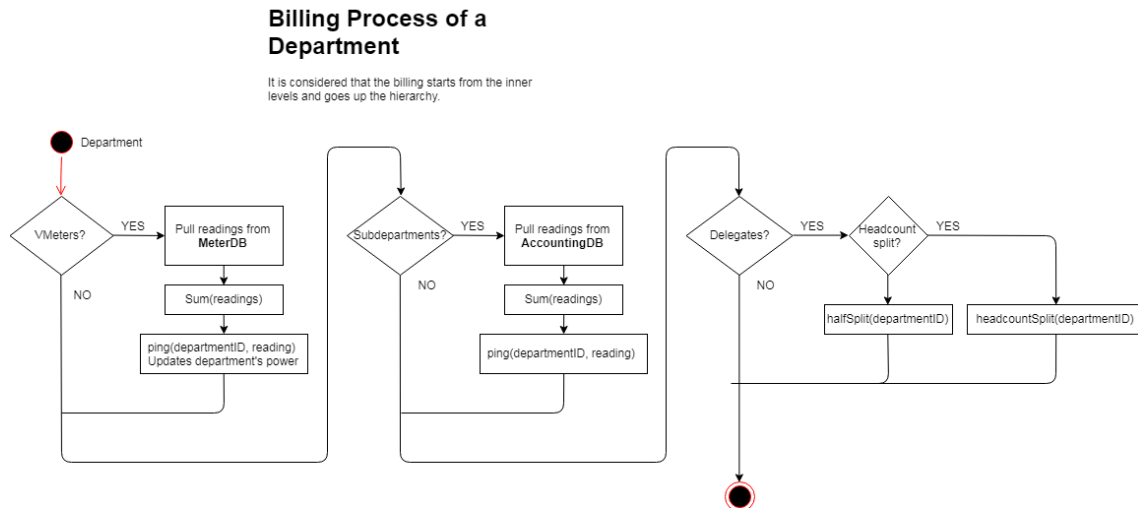 Billing Process of a
Department
It is considered that the billing starts from the inner
levels and goes up the hierarchy.
Department
VMeters?
YES
Pull readings from
MeterDB
NO
Sum(readings)
ping(departmentID, reading)
Updates department's power
Subdepartments?
YES
Pull readings from
AccountingDB
NO
Sum(readings)
ping(departmentID, reading)
Delegates?
YES
Headcount
split?
YES
NO
halfSplit(departmentID)
headcountSplit(departmentID)